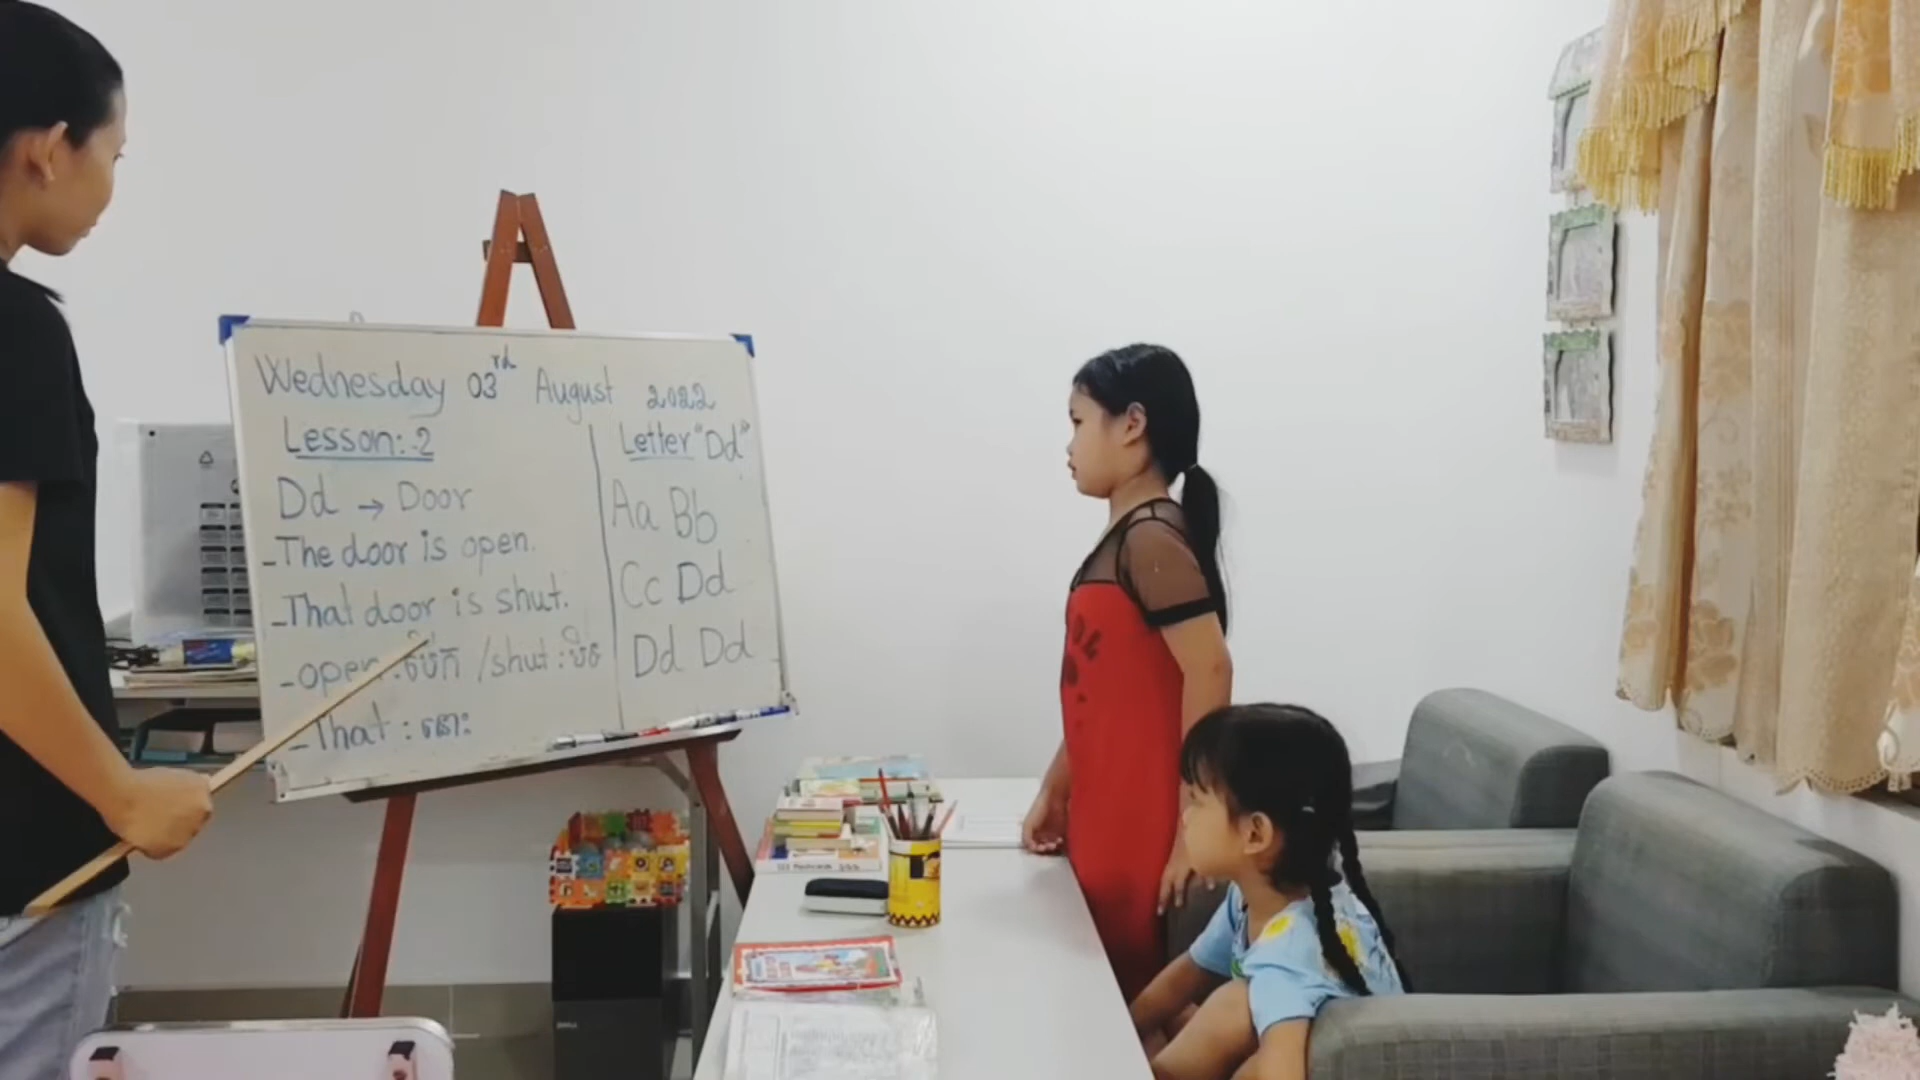 Wednesday 03rd August 2022
Lesson:-2
Dd → Door
-The door is open.
-That door is shut.
-open :បើក /shut :បិទ
-That : នោះ
Letter "Dd"
Aa Bb
Cc Dd
Dd Dd
DELL